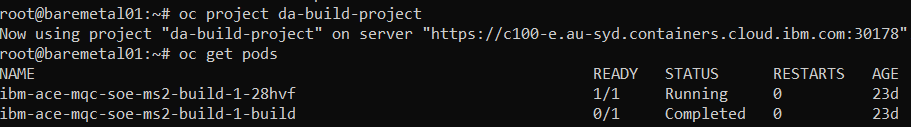 root@baremetal01:~# oc project da-build-project
Now using project "da-build-project" on server "https://c100-e.au-syd.containers.cloud.ibm.com:30178"
root@baremetal01:~# oc get pods
NAME READY STATUS RESTARTS AGE
ibm-ace-mqc-soe-ms2-build-1-28hvf 1/1 Running 0 23d
ibm-ace-mqc-soe-ms2-build-1-build 0/1 Completed 0 23d